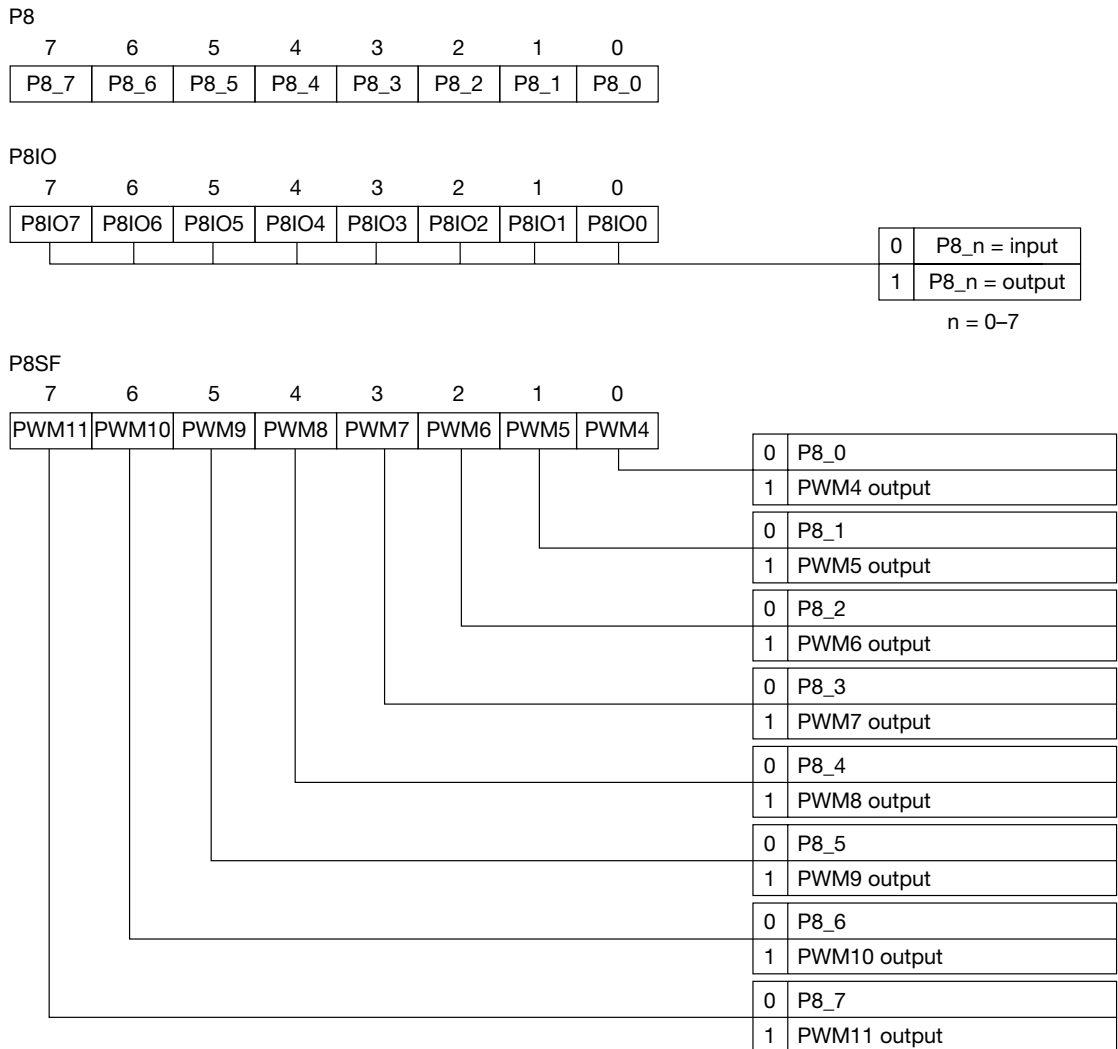 P8
7 6 5 4 3 2 1 0
P8_7 P8_6 P8_5 P8_4 P8_3 P8_2 P8_1 P8_0
P8IO
7 6 5 4 3 2 1 0
P8IO7 P8IO6 P8IO5 P8IO4 P8IO3 P8IO2 P8IO1 P8IO0
0 P8_n = input
1 P8_n = output
n = 0–7
P8SF
7 6 5 4 3 2 1 0
PWM11 PWM10 PWM9 PWM8 PWM7 PWM6 PWM5 PWM4
0 P8_0
1 PWM4 output
0 P8_1
1 PWM5 output
0 P8_2
1 PWM6 output
0 P8_3
1 PWM7 output
0 P8_4
1 PWM8 output
0 P8_5
1 PWM9 output
0 P8_6
1 PWM10 output
0 P8_7
1 PWM11 output